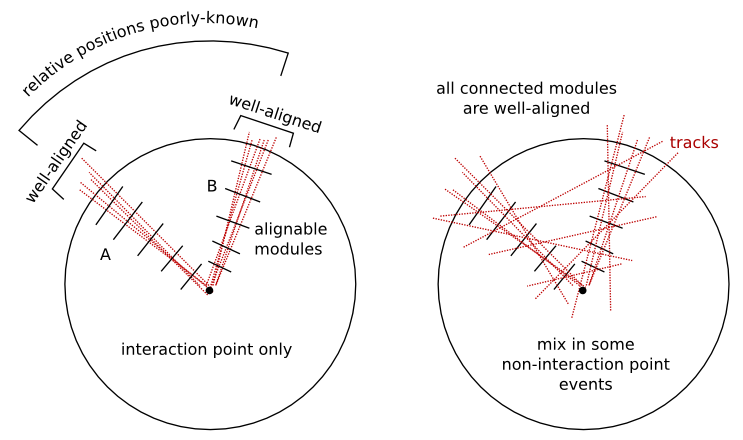 relative positions poorly-known
well-aligned
well-aligned
B
A
alignable
modules
interaction point only
all connected modules
are well-aligned
tracks
mix in some
non-interaction point
events